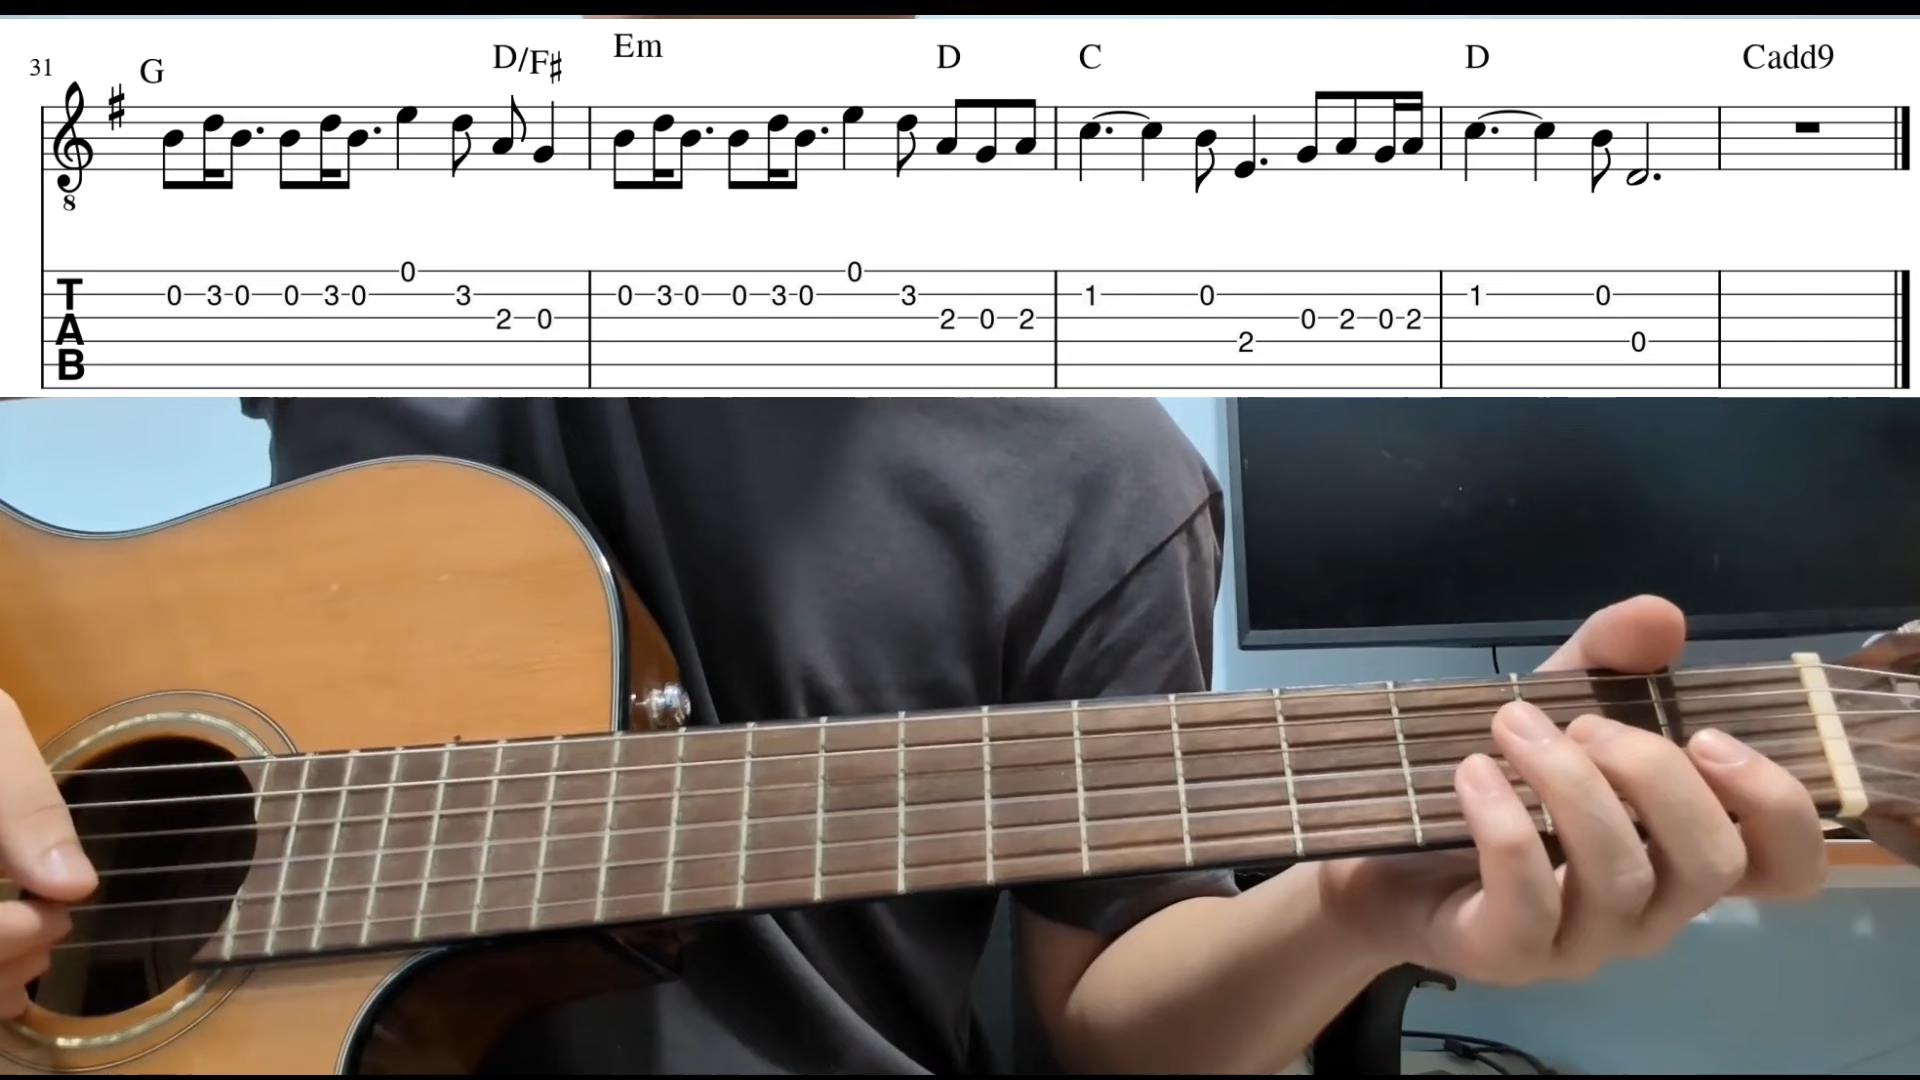 31 G D/F♯ Em D C D Cadd9
8
0 0
T 0 3 0 0 3 0 3 0 3 0 0 3 0 3 1 0 1 0
A 2 0 2 0 2 0 2 0 2
2 0
B